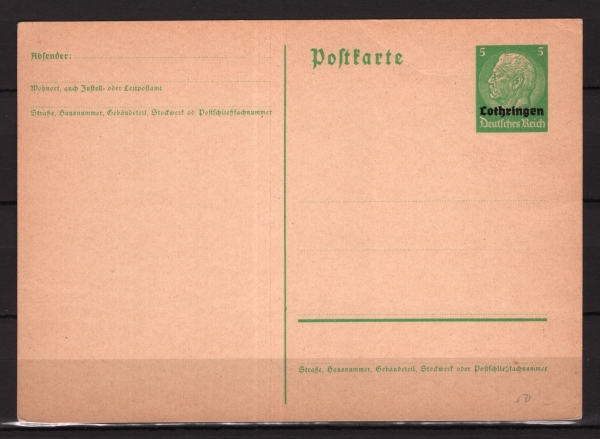 Absender:
Wohnort, auch Zustell- oder Leitpostamt
Straße, Hausnummer, Gebäudeteil, Stockwerk od. Postschließfachnummer
Postkarte
5 5
Lothringen
Deutsches Reich
Straße, Hausnummer, Gebäudeteil, Stockwerk oder Postschließfachnummer